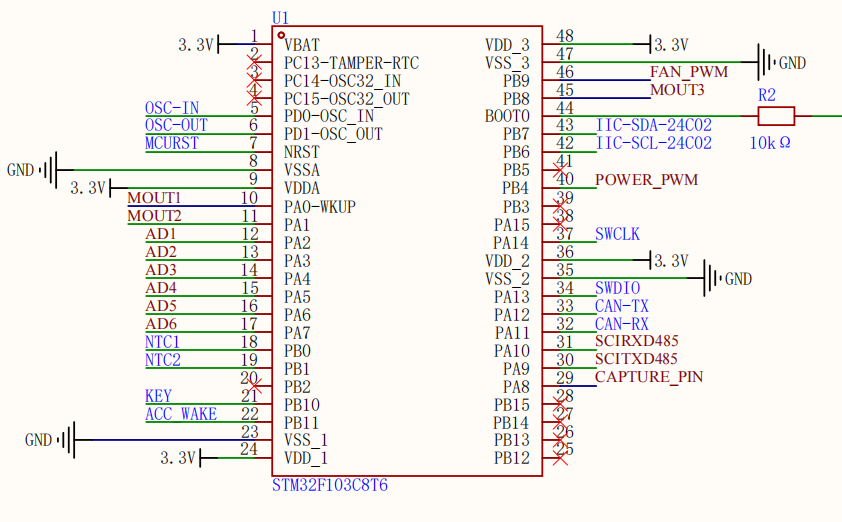 U1
3.3V 1 VBAT VDD_3 48 3.3V
2 PC13-TAMPER-RTC VSS_3 47 GND
3 PC14-OSC32_IN PB9 46 FAN_PWM
4 PC15-OSC32_OUT PB8 45 MOUT3
OSC-IN 5 PD0-OSC_IN BOOT0 44 R2 10kΩ
OSC-OUT 6 PD1-OSC_OUT PB7 43 IIC-SDA-24C02
MCURST 7 NRST PB6 42 IIC-SCL-24C02
GND 8 VSSA PB5 41
3.3V 9 VDDA PB4 40 POWER_PWM
MOUT1 10 PA0-WKUP PB3 39
MOUT2 11 PA1 PA15 38
AD1 12 PA2 PA14 37 SWCLK
AD2 13 PA3 VDD_2 36 3.3V
AD3 14 PA4 VSS_2 35 GND
AD4 15 PA5 PA13 34 SWDIO
AD5 16 PA6 PA12 33 CAN-TX
AD6 17 PA7 PA11 32 CAN-RX
NTC1 18 PB0 PA10 31 SCIRXD485
NTC2 19 PB1 PA9 30 SCITXD485
20 PB2 PA8 29 CAPTURE_PIN
KEY 21 PB10 PB15 28
ACC_WAKE 22 PB11 PB14 27
GND 23 VSS_1 PB13 26
3.3V 24 VDD_1 PB12 25
STM32F103C8T6